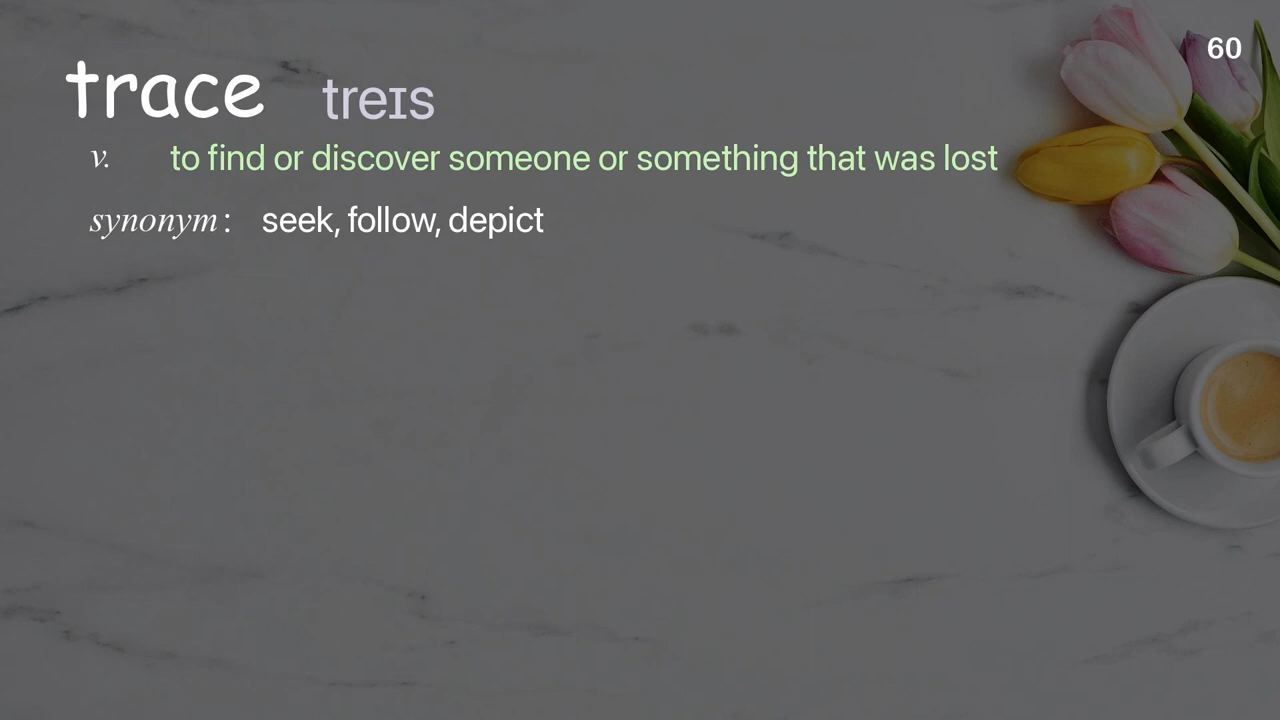 60
trace treɪs
v. to find or discover someone or something that was lost
synonym: seek, follow, depict